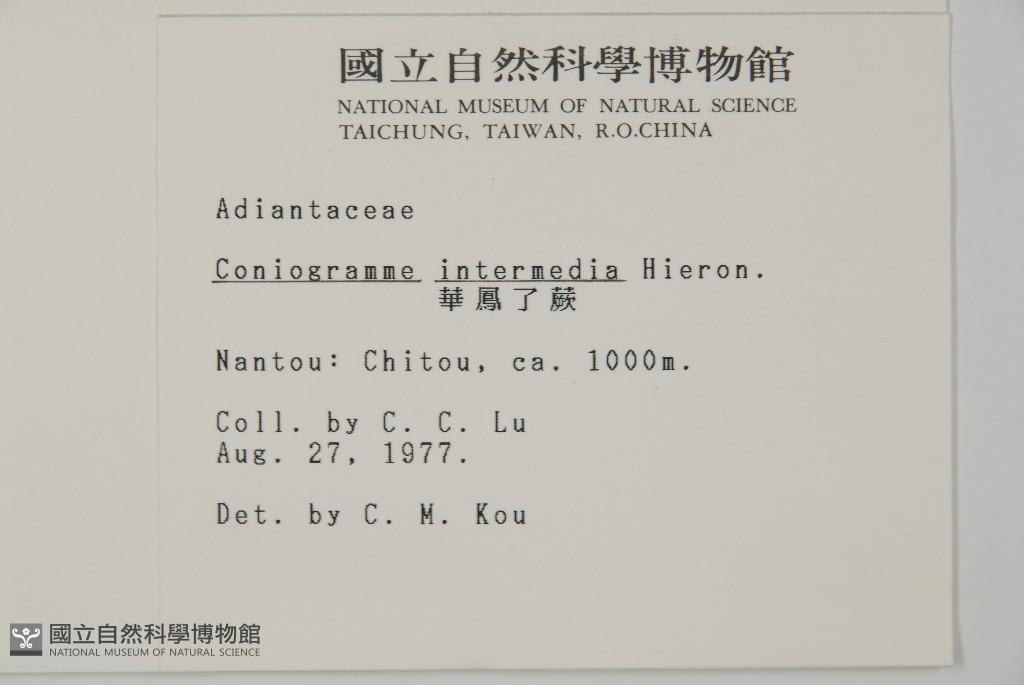 國立自然科學博物館
NATIONAL MUSEUM OF NATURAL SCIENCE
TAICHUNG, TAIWAN, R.O.CHINA
Adiantaceae
Coniogramme intermedia Hieron.
華鳳了蕨
Nantou: Chitou, ca. 1000m.
Coll. by C. C. Lu
Aug. 27, 1977.
Det. by C. M. Kou
國立自然科學博物館
NATIONAL MUSEUM OF NATURAL SCIENCE